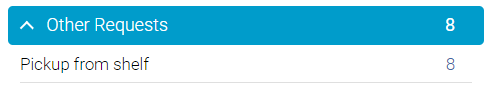 Other Requests 8
Pickup from shelf 8